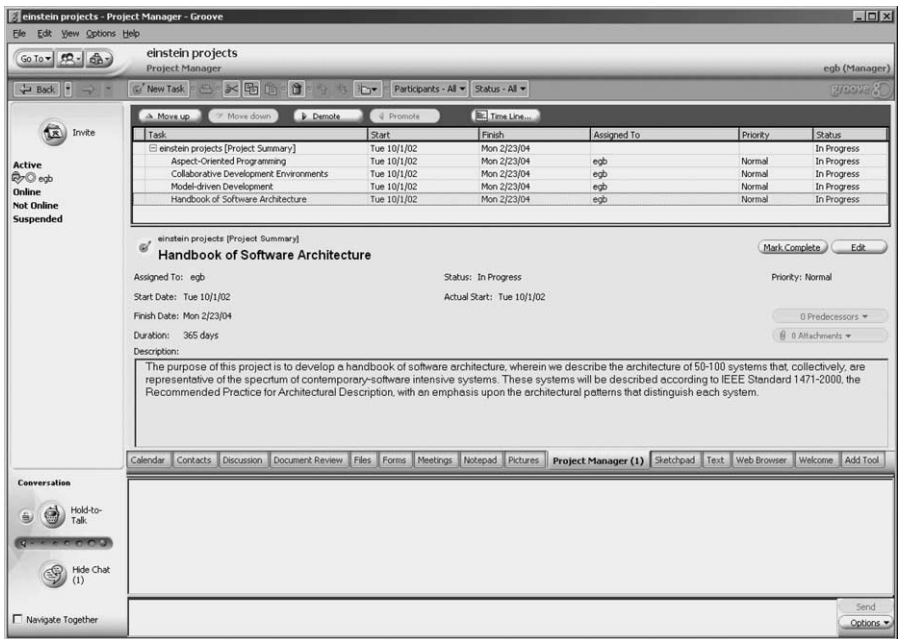 einstein projects - Project Manager - Groove
File Edit View Options Help
Go To
einstein projects
Project Manager
egb (Manager)
Back New Task Participants - All Status - All groove
Invite
Active
egb
Online
Not Online
Suspended
Move up Move down Demote Promote Time Line...
Task Start Finish Assigned To Priority Status
einstein projects [Project Summary] Tue 10/1/02 Mon 2/23/04 In Progress
Aspect-Oriented Programming Tue 10/1/02 Mon 2/23/04 egb Normal In Progress
Collaborative Development Environments Tue 10/1/02 Mon 2/23/04 egb Normal In Progress
Model-driven Development Tue 10/1/02 Mon 2/23/04 egb Normal In Progress
Handbook of Software Architecture Tue 10/1/02 Mon 2/23/04 egb Normal In Progress
einstein projects [Project Summary]
Handbook of Software Architecture
Mark Complete Edit
Assigned To: egb Status: In Progress Priority: Normal
Start Date: Tue 10/1/02 Actual Start: Tue 10/1/02
Finish Date: Mon 2/23/04 0 Predecessors
Duration: 365 days 0 Attachments
Description:
The purpose of this project is to develop a handbook of software architecture, wherein we describe the architecture of 50-100 systems that, collectively, are
representative of the specrtum of contemporary-software intensive systems. These systems will be described according to IEEE Standard 1471-2000, the
Recommended Practice for Architectural Description, with an emphasis upon the architectural patterns that distinguish each system.
Calendar Contacts Discussion Document Review Files Forms Meetings Notepad Pictures Project Manager (1) Sketchpad Text Web Browser Welcome Add Tool
Conversation
Hold-to-
Talk
Hide Chat
(1)
Navigate Together
Send
Options